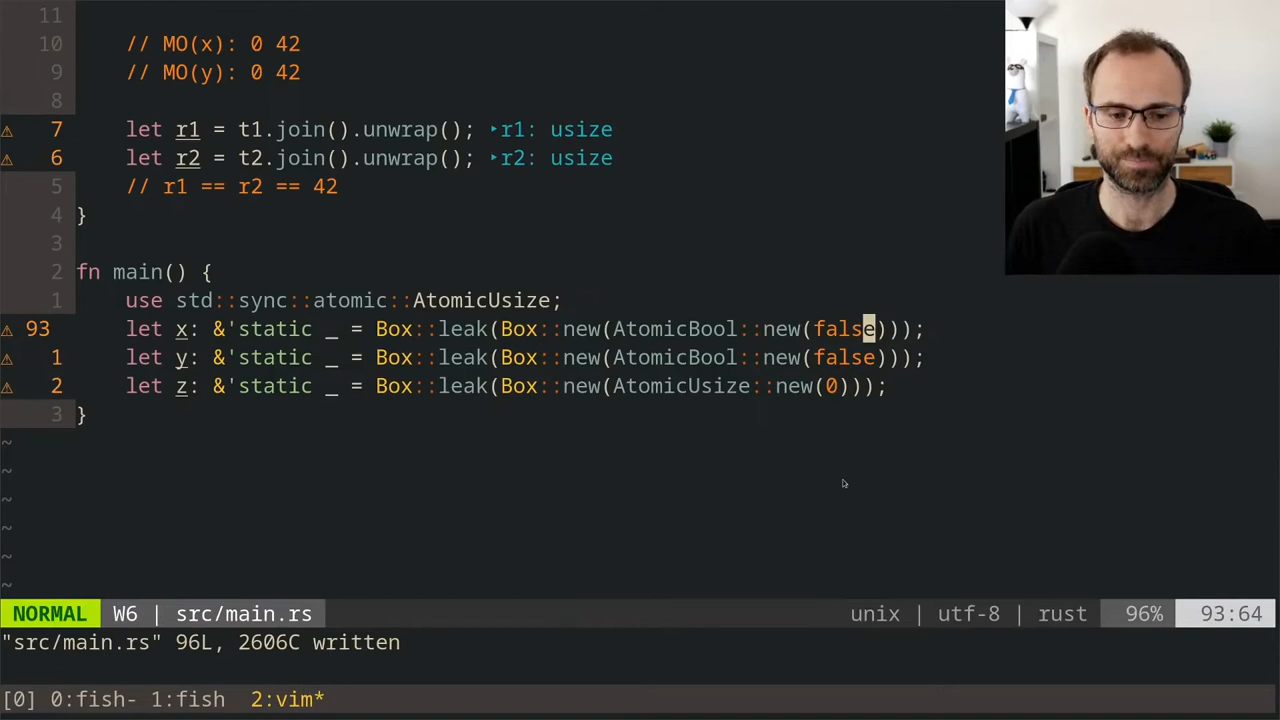 11
10 // MO(x): 0 42
9 // MO(y): 0 42
8
⚠ 7 let r1 = t1.join().unwrap(); ‣r1: usize
⚠ 6 let r2 = t2.join().unwrap(); ‣r2: usize
5 // r1 == r2 == 42
4 }
3
2 fn main() {
1 use std::sync::atomic::AtomicUsize;
⚠ 93 let x: &'static _ = Box::leak(Box::new(AtomicBool::new(false)));
⚠ 1 let y: &'static _ = Box::leak(Box::new(AtomicBool::new(false)));
⚠ 2 let z: &'static _ = Box::leak(Box::new(AtomicUsize::new(0)));
3 }
~
~
~
~
~
~
NORMAL W6 | src/main.rs unix | utf-8 | rust 96% 93:64
"src/main.rs" 96L, 2606C written
[0] 0:fish- 1:fish 2:vim*